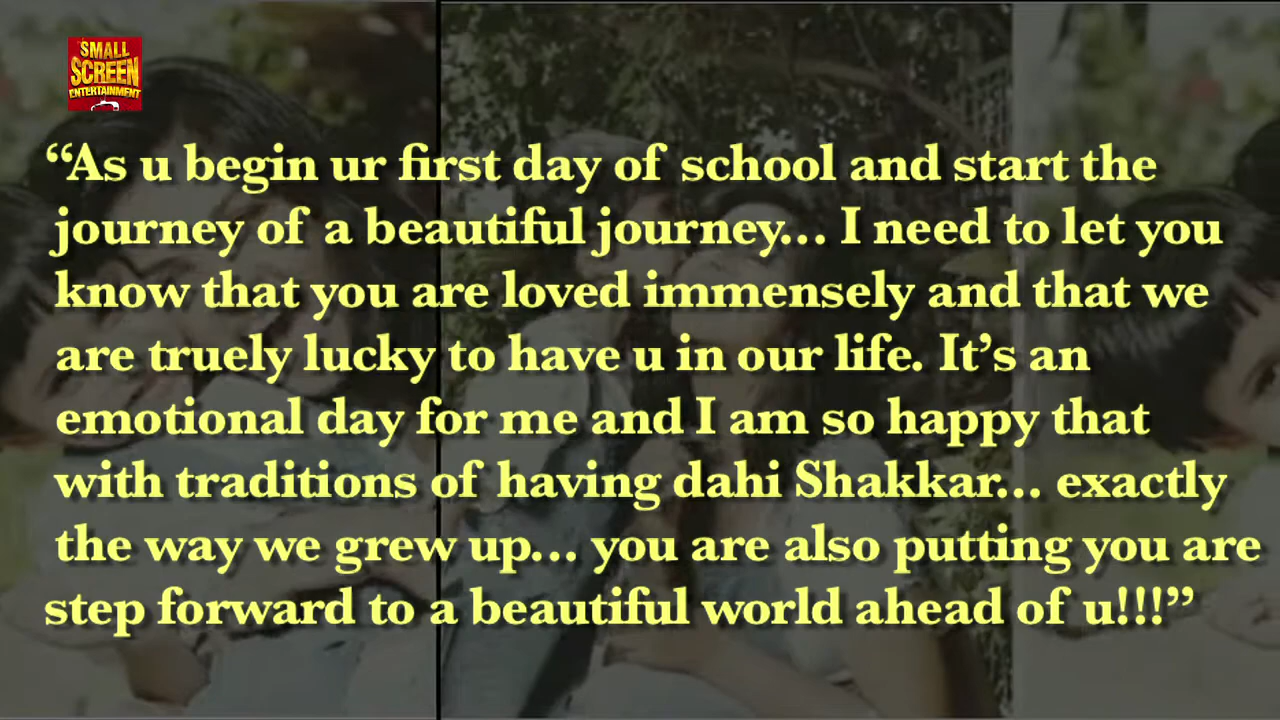 SMALL
SCREEN
ENTERTAINMENT
“As u begin ur first day of school and start the
journey of a beautiful journey... I need to let you
know that you are loved immensely and that we
are truely lucky to have u in our life. It’s an
emotional day for me and I am so happy that
with traditions of having dahi Shakkar... exactly
the way we grew up... you are also putting you are
step forward to a beautiful world ahead of u!!!”